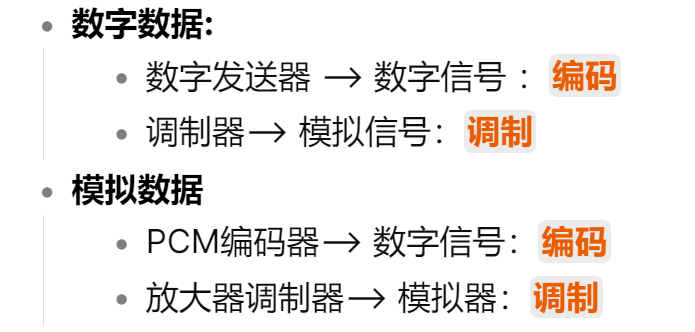 数字数据:
数字发送器 —> 数字信号 ： 编码
调制器—> 模拟信号： 调制
模拟数据
PCM编码器—> 数字信号： 编码
放大器调制器—> 模拟器： 调制